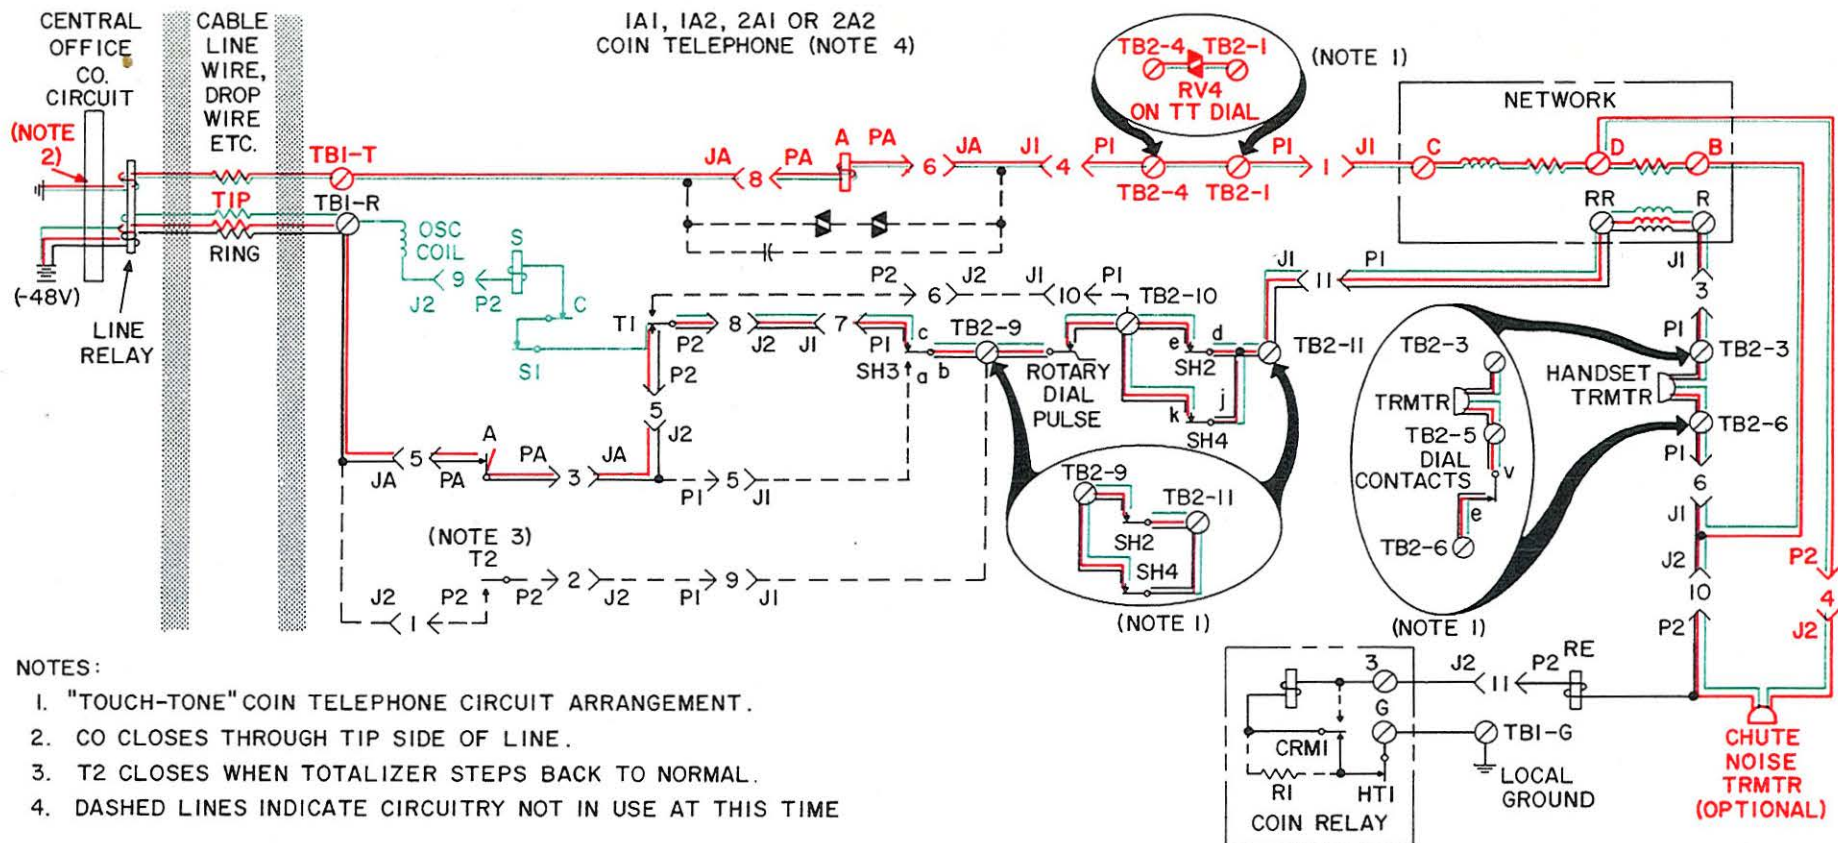 CENTRAL
OFFICE
CO.
CIRCUIT
(NOTE
2)
CABLE
LINE
WIRE,
DROP
WIRE
ETC.
1A1, 1A2, 2A1 OR 2A2
COIN TELEPHONE (NOTE 4)
TB2-4 TB2-1
RV4
ON TT DIAL
(NOTE 1)
NETWORK
TB1-T
JA 8 PA A PA 6 JA J1 4 P1
TB2-4 TB2-1
P1 1 J1 C D B
TIP
TB1-R
RING
(-48V)
LINE
RELAY
OSC
COIL
J2 9 P2
S
C
S1
RR R
J1
3
P1
TB2-3
HANDSET
TRMTR
TB2-6
P1
6
J1
J2
10
P2
P2 6 J2 J1 10 P1
TB2-10
J1 11 P1
T1 P2 8 J2 J1 7 P1
c
SH3 a b
TB2-9
ROTARY
DIAL
PULSE
e d
SH2
TB2-11
k j
SH4
P2
5
J2
JA 5 PA A PA 3 JA
P1 5 J1
(NOTE 3)
T2
J2 1 P2
P2 2 J2 P1 9 J1
TB2-9
TB2-11
SH2
SH4
(NOTE 1)
TB2-3
TRMTR
TB2-5
DIAL
CONTACTS v
e
TB2-6
(NOTE 1)
P2
4
J2
CHUTE
NOISE
TRMTR
(OPTIONAL)
3 J2 11 P2 RE
G
TB1-G
LOCAL
GROUND
CRM1
R1 HT1
COIN RELAY
NOTES:
1. "TOUCH-TONE" COIN TELEPHONE CIRCUIT ARRANGEMENT.
2. CO CLOSES THROUGH TIP SIDE OF LINE.
3. T2 CLOSES WHEN TOTALIZER STEPS BACK TO NORMAL.
4. DASHED LINES INDICATE CIRCUITRY NOT IN USE AT THIS TIME